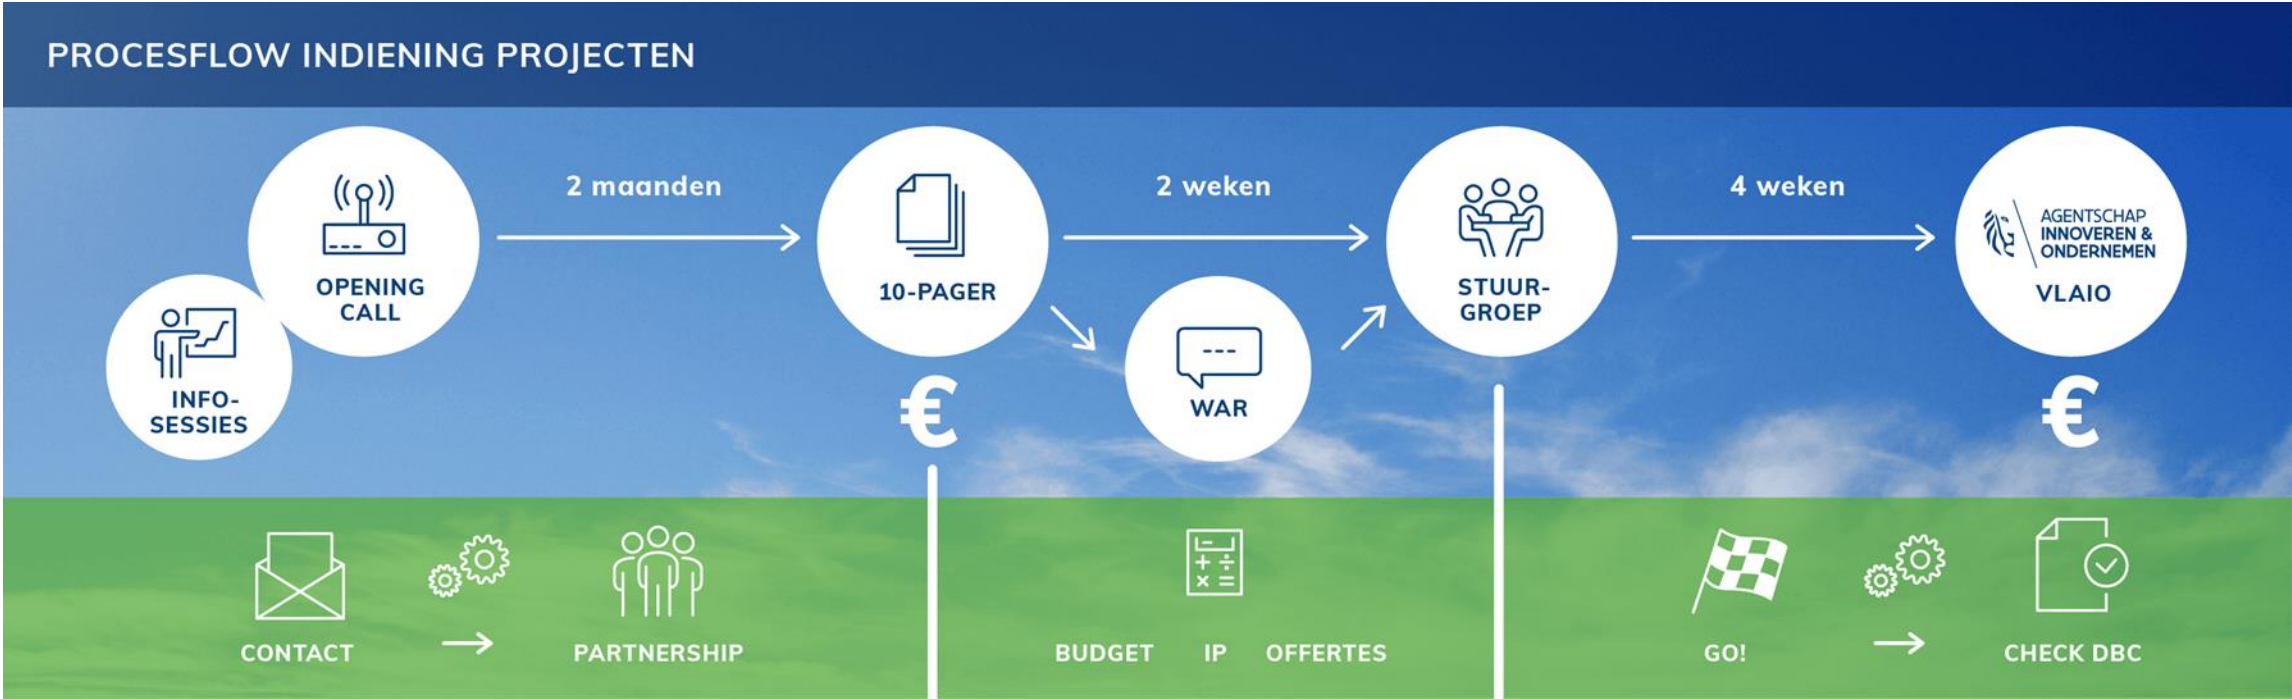 PROCESFLOW INDIENING PROJECTEN
OPENING
CALL
INFO-
SESSIES
2 maanden
10-PAGER
€
2 weken
WAR
STUUR-
GROEP
4 weken
AGENTSCHAP
INNOVEREN &
ONDERNEMEN
VLAIO
€
CONTACT
PARTNERSHIP
BUDGET IP OFFERTES
GO!
CHECK DBC